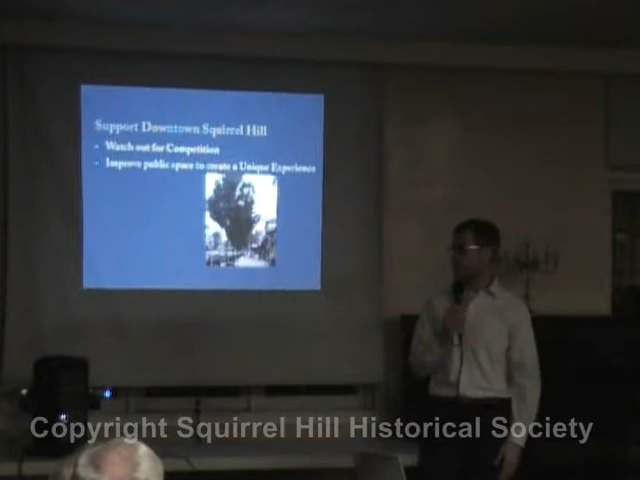 Support Downtown Squirrel Hill
- Watch out for Competition
- Improve public space to create a Unique Experience
Copyright Squirrel Hill Historical Society